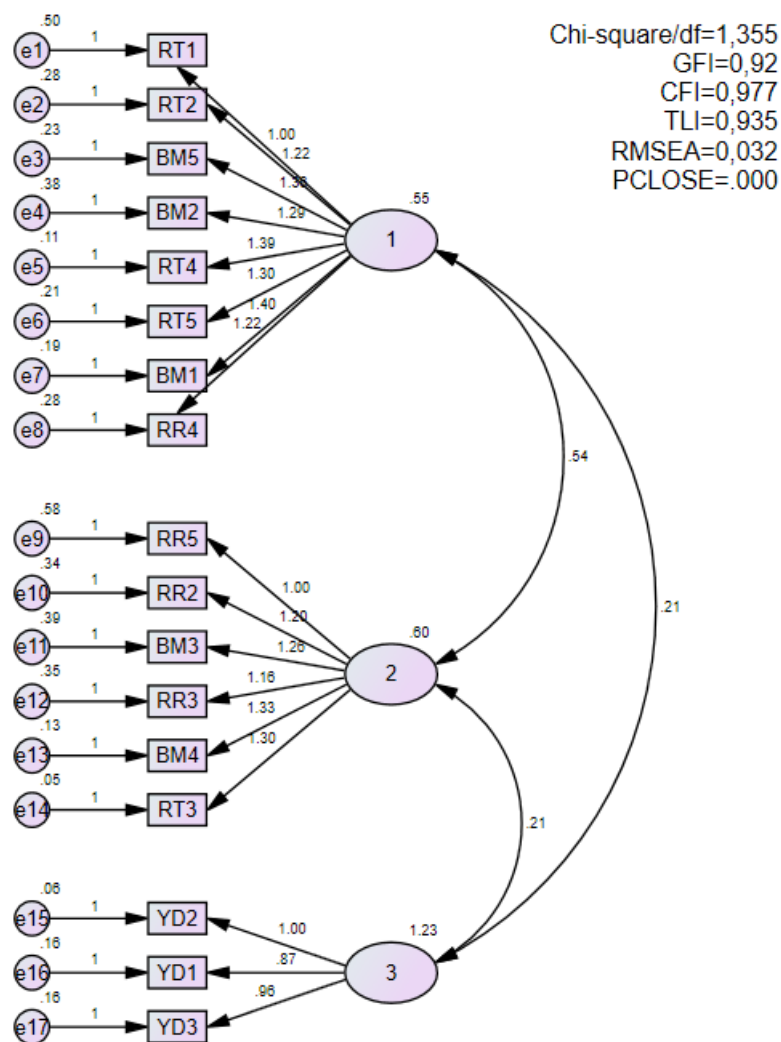 Chi-square/df=1,355
GFI=0,92
CFI=0,977
TLI=0,935
RMSEA=0,032
PCLOSE=.000
.50
e1 1 RT1
.28
e2 1 RT2
.23
e3 1 BM5
.38
e4 1 BM2
.11
e5 1 RT4
.21
e6 1 RT5
.19
e7 1 BM1
.28
e8 1 RR4
1.00
1.22
1.36
1.29
1.39
1.30
1.40
1.22
.55
1
.54
.21
.58
e9 1 RR5
.34
e10 1 RR2
.39
e11 1 BM3
.35
e12 1 RR3
.13
e13 1 BM4
.05
e14 1 RT3
1.00
1.20
1.26
1.16
1.33
1.30
.60
2
.21
.06
e15 1 YD2
.16
e16 1 YD1
.16
e17 1 YD3
1.00
.87
.96
1.23
3